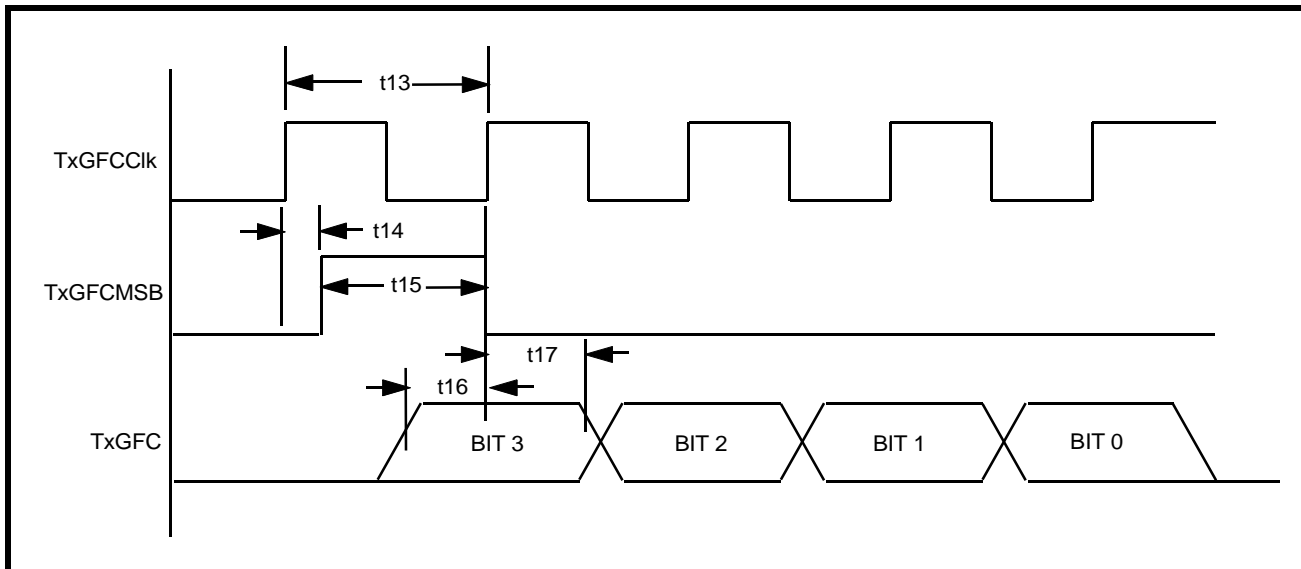 t13
TxGFCClk
t14
TxGFCMSB
t15
t17
t16
TxGFC
BIT 3
BIT 2
BIT 1
BIT 0